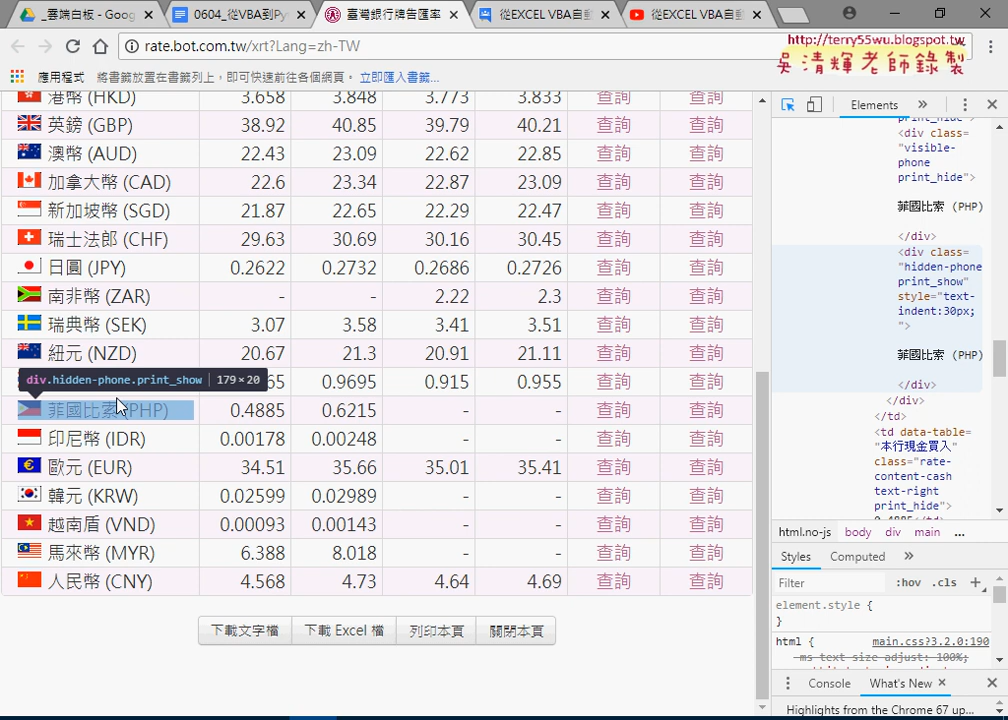 _雲端白板 - Goog
0604_從VBA到Py
臺灣銀行牌告匯率
從EXCEL VBA自動
從EXCEL VBA自動
rate.bot.com.tw/xrt?Lang=zh-TW
http://terry55wu.blogspot.tw
吳清輝老師錄製
應用程式 將書籤放置在書籤列上，即可快速前往各個網頁。 立即匯入書籤...
港幣 (HKD) 3.658 3.848 3.773 3.833 查詢 查詢
英鎊 (GBP) 38.92 40.85 39.79 40.21 查詢 查詢
澳幣 (AUD) 22.43 23.09 22.62 22.85 查詢 查詢
加拿大幣 (CAD) 22.6 23.34 22.87 23.09 查詢 查詢
新加坡幣 (SGD) 21.87 22.65 22.29 22.47 查詢 查詢
瑞士法郎 (CHF) 29.63 30.69 30.16 30.45 查詢 查詢
日圓 (JPY) 0.2622 0.2732 0.2686 0.2726 查詢 查詢
南非幣 (ZAR) - - 2.22 2.3 查詢 查詢
瑞典幣 (SEK) 3.07 3.58 3.41 3.51 查詢 查詢
紐元 (NZD) 20.67 21.3 20.91 21.11 查詢 查詢
div.hidden-phone.print_show 179×20
65 0.9695 0.915 0.955 查詢 查詢
菲國比索 (PHP) 0.4885 0.6215 - - 查詢 查詢
印尼幣 (IDR) 0.00178 0.00248 - - 查詢 查詢
歐元 (EUR) 34.51 35.66 35.01 35.41 查詢 查詢
韓元 (KRW) 0.02599 0.02989 - - 查詢 查詢
越南盾 (VND) 0.00093 0.00143 - - 查詢 查詢
馬來幣 (MYR) 6.388 8.018 - - 查詢 查詢
人民幣 (CNY) 4.568 4.73 4.64 4.69 查詢 查詢
下載文字檔 下載 Excel 檔 列印本頁 關閉本頁
Elements »
print_hide">
<div class=
"visible-
phone
print_hide">
菲國比索 (PHP)
</div>
<div class=
"hidden-phone
print_show"
style="text-
indent:30px;
">
菲國比索 (PHP)
</div>
</div>
</td>
<td data-table=
"本行現金買入"
class="rate-
content-cash
text-right
print_hide">
0.4885</td>
html.no-js body div main ...
Styles Computed »
Filter :hov .cls +
element.style {
}
html { main.css?3.2.0:190
-ms-text-size-adjust: 100%;
Console What's New ×
Highlights from the Chrome 67 up...